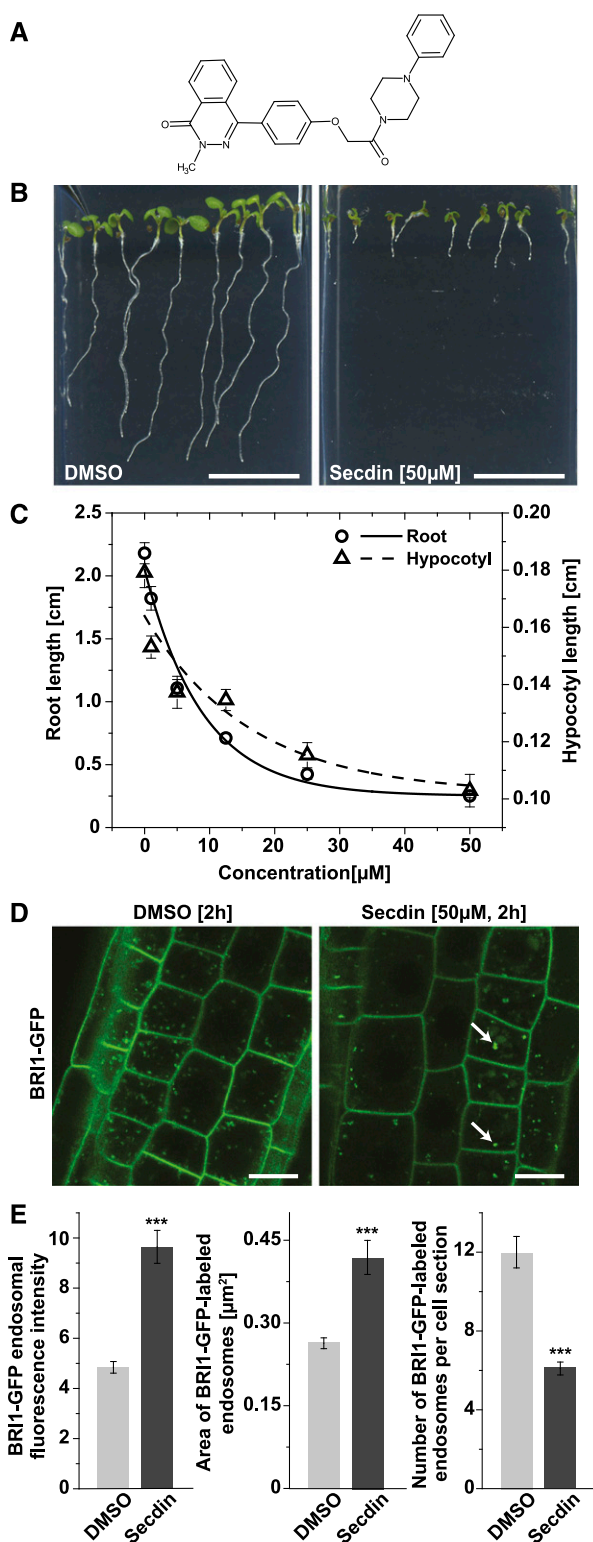 A
O
N
N
CH₃
O
O
N
N
B
DMSO
Secdin [50µM]
C
2.5
2.0
1.5
1.0
0.5
0
Root length [cm]
Root
Hypocotyl
0.20
0.18
0.16
0.14
0.12
0.10
Hypocotyl length [cm]
0 10 20 30 40 50
Concentration[µM]
D
DMSO [2h]
Secdin [50µM, 2h]
BRI1-GFP
E
BRI1-GFP endosomal
fluorescence intensity
10
8
6
4
2
0
***
DMSO
Secdin
Area of BRI1-GFP-labeled
endosomes [µm²]
0.45
0.30
0.15
0
***
DMSO
Secdin
Number of BRI1-GFP-labeled
endosomes per cell section
12
9
6
3
0
***
DMSO
Secdin